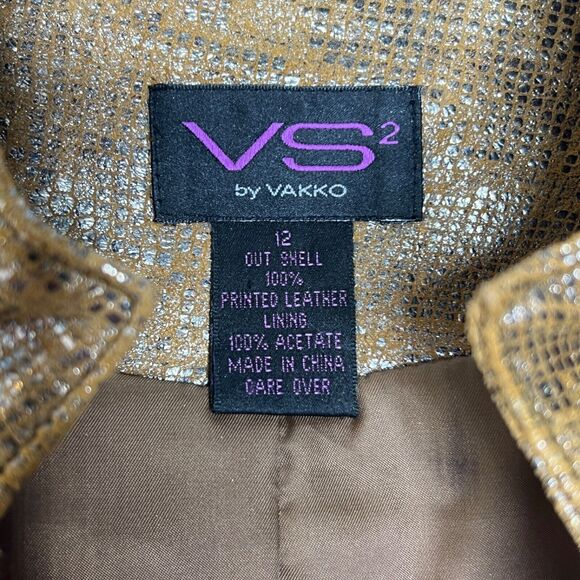 VS²
by VAKKO
12
OUT SHELL
100%
PRINTED LEATHER
LINING
100% ACETATE
MADE IN CHINA
CARE OVER